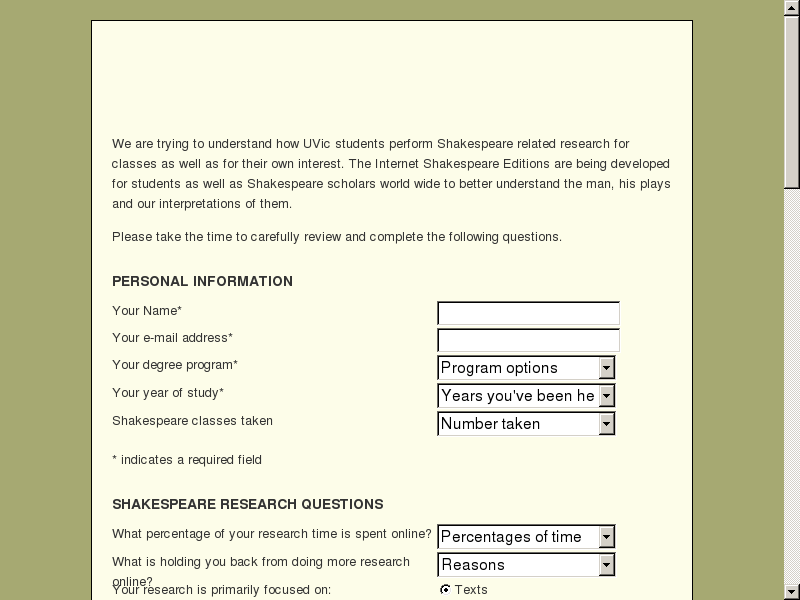 We are trying to understand how UVic students perform Shakespeare related research for
classes as well as for their own interest. The Internet Shakespeare Editions are being developed
for students as well as Shakespeare scholars world wide to better understand the man, his plays
and our interpretations of them.
Please take the time to carefully review and complete the following questions.
PERSONAL INFORMATION
Your Name*
Your e-mail address*
Your degree program* Program options
Your year of study* Years you've been he
Shakespeare classes taken Number taken
* indicates a required field
SHAKESPEARE RESEARCH QUESTIONS
What percentage of your research time is spent online? Percentages of time
What is holding you back from doing more research Reasons
online?
Your research is primarily focused on: Texts